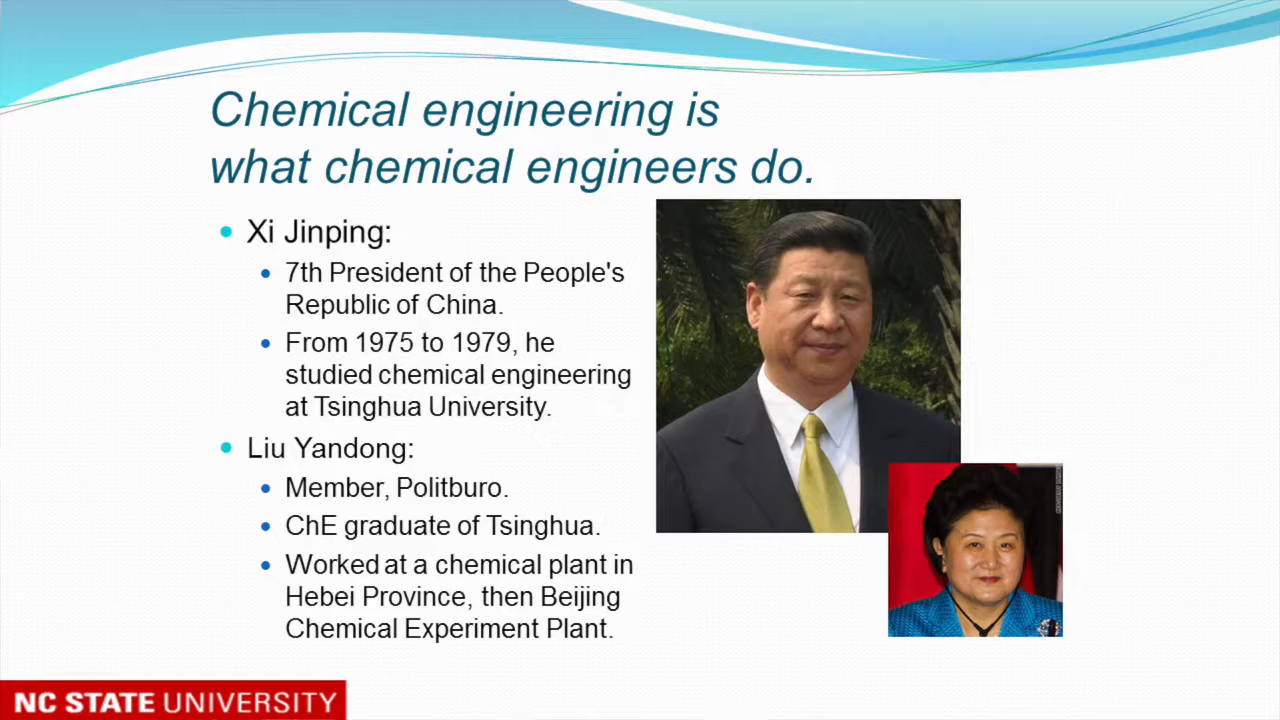 Chemical engineering is
what chemical engineers do.
Xi Jinping:
7th President of the People's
Republic of China.
From 1975 to 1979, he
studied chemical engineering
at Tsinghua University.
Liu Yandong:
Member, Politburo.
ChE graduate of Tsinghua.
Worked at a chemical plant in
Hebei Province, then Beijing
Chemical Experiment Plant.
NC STATE UNIVERSITY